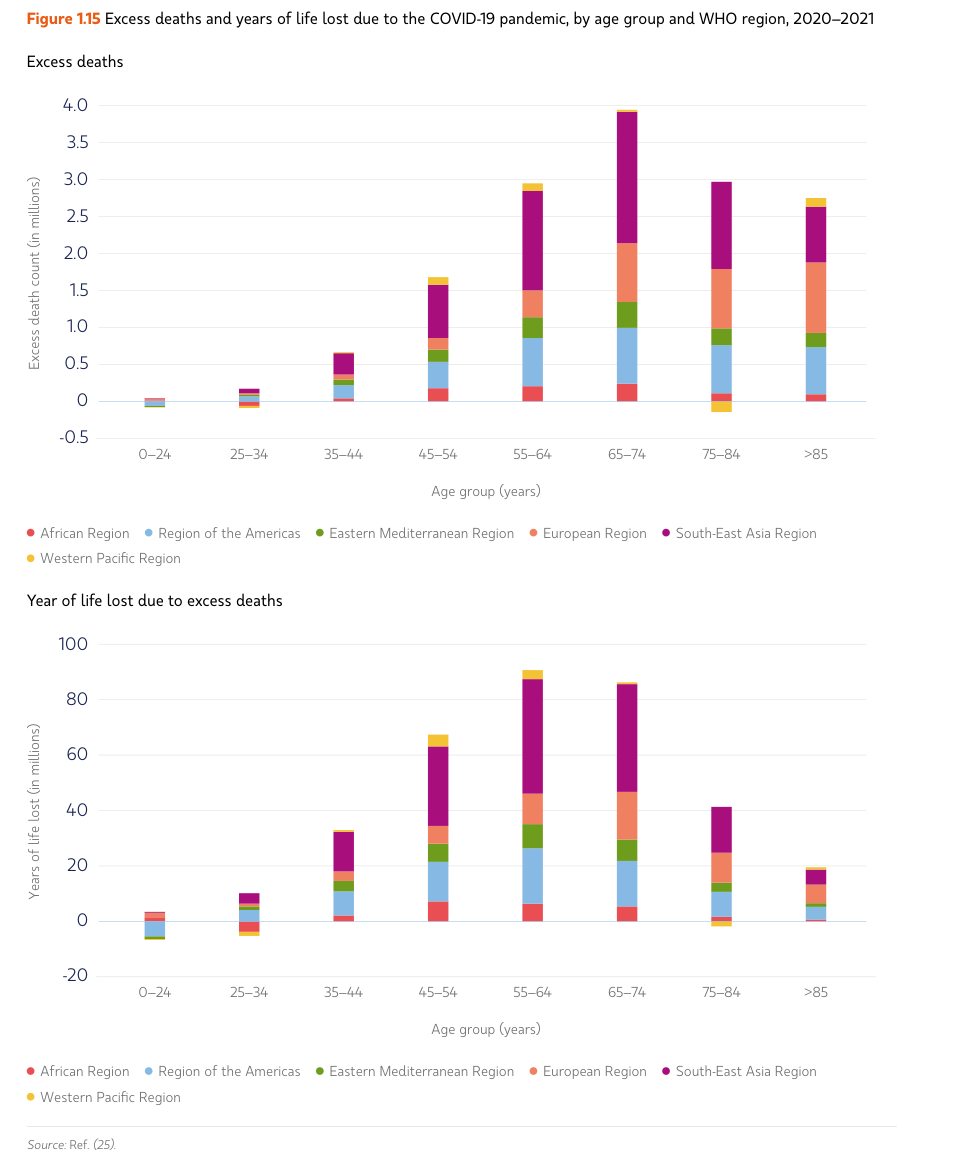 Figure 1.15 Excess deaths and years of life lost due to the COVID-19 pandemic, by age group and WHO region, 2020–2021
Excess deaths
Excess death count (in millions)
4.0
3.5
3.0
2.5
2.0
1.5
1.0
0.5
0
-0.5
0–24 25–34 35–44 45–54 55–64 65–74 75–84 >85
Age group (years)
African Region Region of the Americas Eastern Mediterranean Region European Region South-East Asia Region
Western Pacific Region
Year of life lost due to excess deaths
Years of life lost (in millions)
100
80
60
40
20
0
-20
0–24 25–34 35–44 45–54 55–64 65–74 75–84 >85
Age group (years)
African Region Region of the Americas Eastern Mediterranean Region European Region South-East Asia Region
Western Pacific Region
Source: Ref. (25).